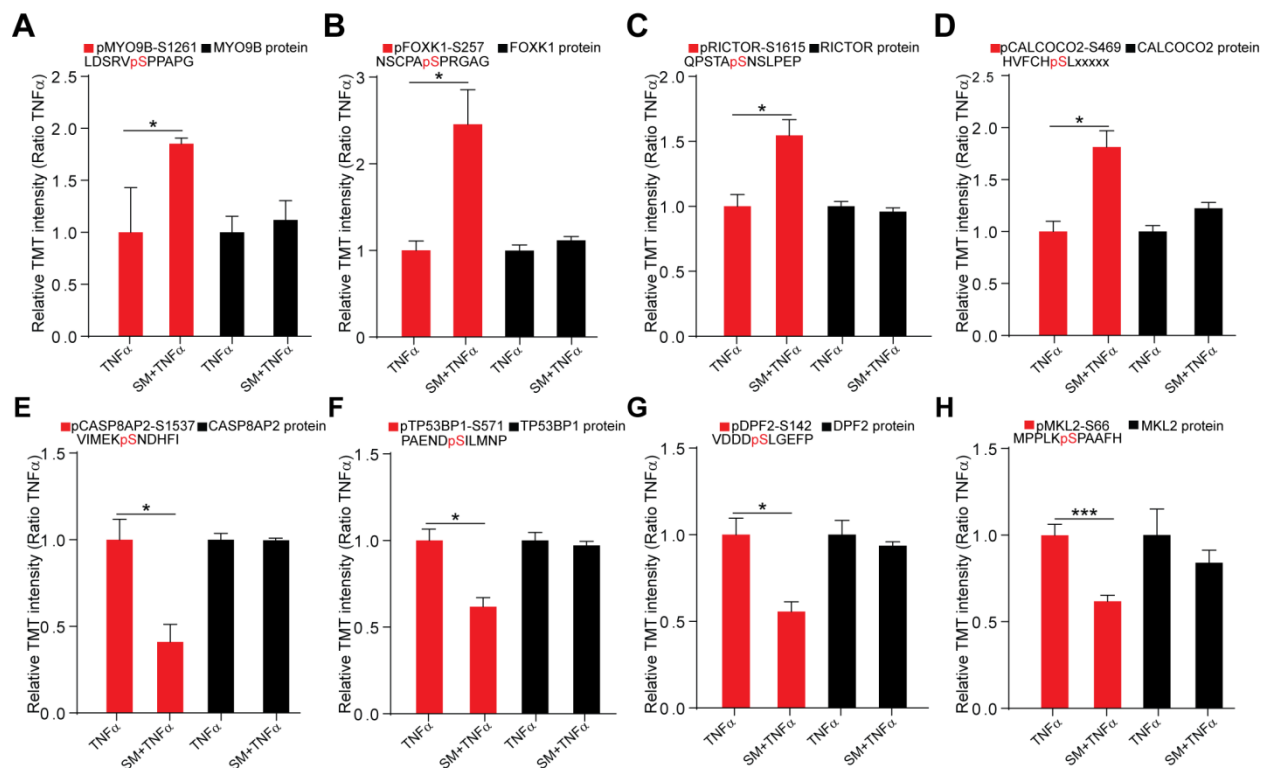 A
pMYO9B-S1261 MYO9B protein
LDSRVpSPPAPG
Relative TMT intensity (Ratio TNFα)
2.5
2.0
1.5
1.0
0.5
0.0
*
TNFα
SM+TNFα
TNFα
SM+TNFα
B
pFOXK1-S257 FOXK1 protein
NSCPApSPRGAG
Relative TMT intensity (Ratio TNFα)
3
2
1
0
*
TNFα
SM+TNFα
TNFα
SM+TNFα
C
pRICTOR-S1615 RICTOR protein
QPSTApSNSLPEP
Relative TMT intensity (Ratio TNFα)
2.0
1.5
1.0
0.5
0.0
*
TNFα
SM+TNFα
TNFα
SM+TNFα
D
pCALCOCO2-S469 CALCOCO2 protein
HVFCHpSLxxxxx
Relative TMT intensity (Ratio TNFα)
2.5
2.0
1.5
1.0
0.5
0.0
*
TNFα
SM+TNFα
TNFα
SM+TNFα
E
pCASP8AP2-S1537 CASP8AP2 protein
VIMEKpSNDHFI
Relative TMT intensity (Ratio TNFα)
1.5
1.0
0.5
0.0
*
TNFα
SM+TNFα
TNFα
SM+TNFα
F
pTP53BP1-S571 TP53BP1 protein
PAENDpSILMNP
Relative TMT intensity (Ratio TNFα)
1.5
1.0
0.5
0.0
*
TNFα
SM+TNFα
TNFα
SM+TNFα
G
pDPF2-S142 DPF2 protein
VDDDpSLGEFP
Relative TMT intensity (Ratio TNFα)
1.5
1.0
0.5
0.0
*
TNFα
SM+TNFα
TNFα
SM+TNFα
H
pMKL2-S66 MKL2 protein
MPPLKpSPAAFH
Relative TMT intensity (Ratio TNFα)
1.5
1.0
0.5
0.0
***
TNFα
SM+TNFα
TNFα
SM+TNFα